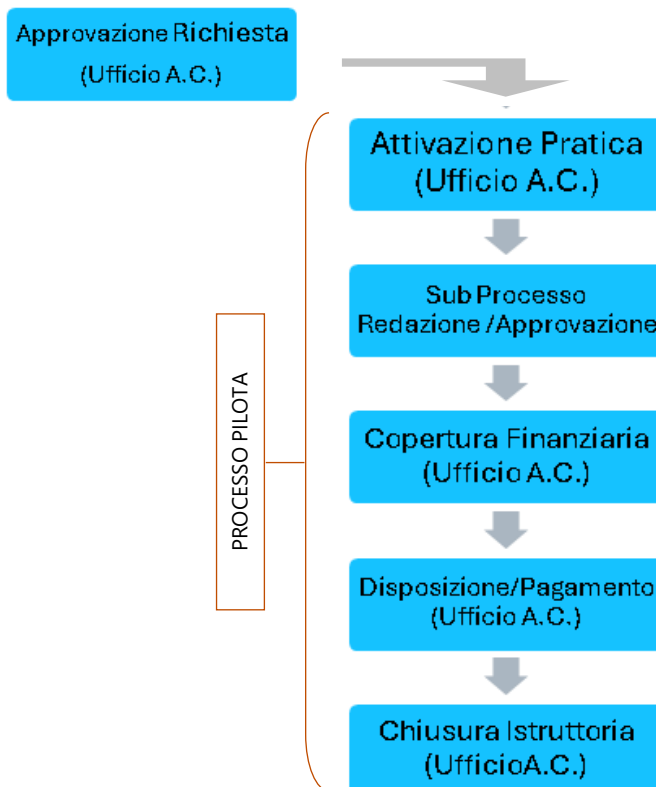 Approvazione Richiesta
(Ufficio A.C.)
Attivazione Pratica
(Ufficio A.C.)
Sub Processo
Redazione /Approvazione
PROCESSO PILOTA
Copertura Finanziaria
(Ufficio A.C.)
Disposizione/Pagamento
(Ufficio A.C.)
Chiusura Istruttoria
(UfficioA.C.)